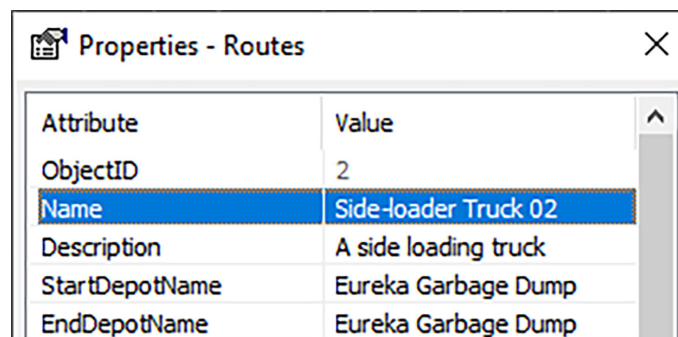 Properties - Routes
Attribute Value
ObjectID 2
Name Side-loader Truck 02
Description A side loading truck
StartDepotName Eureka Garbage Dump
EndDepotName Eureka Garbage Dump